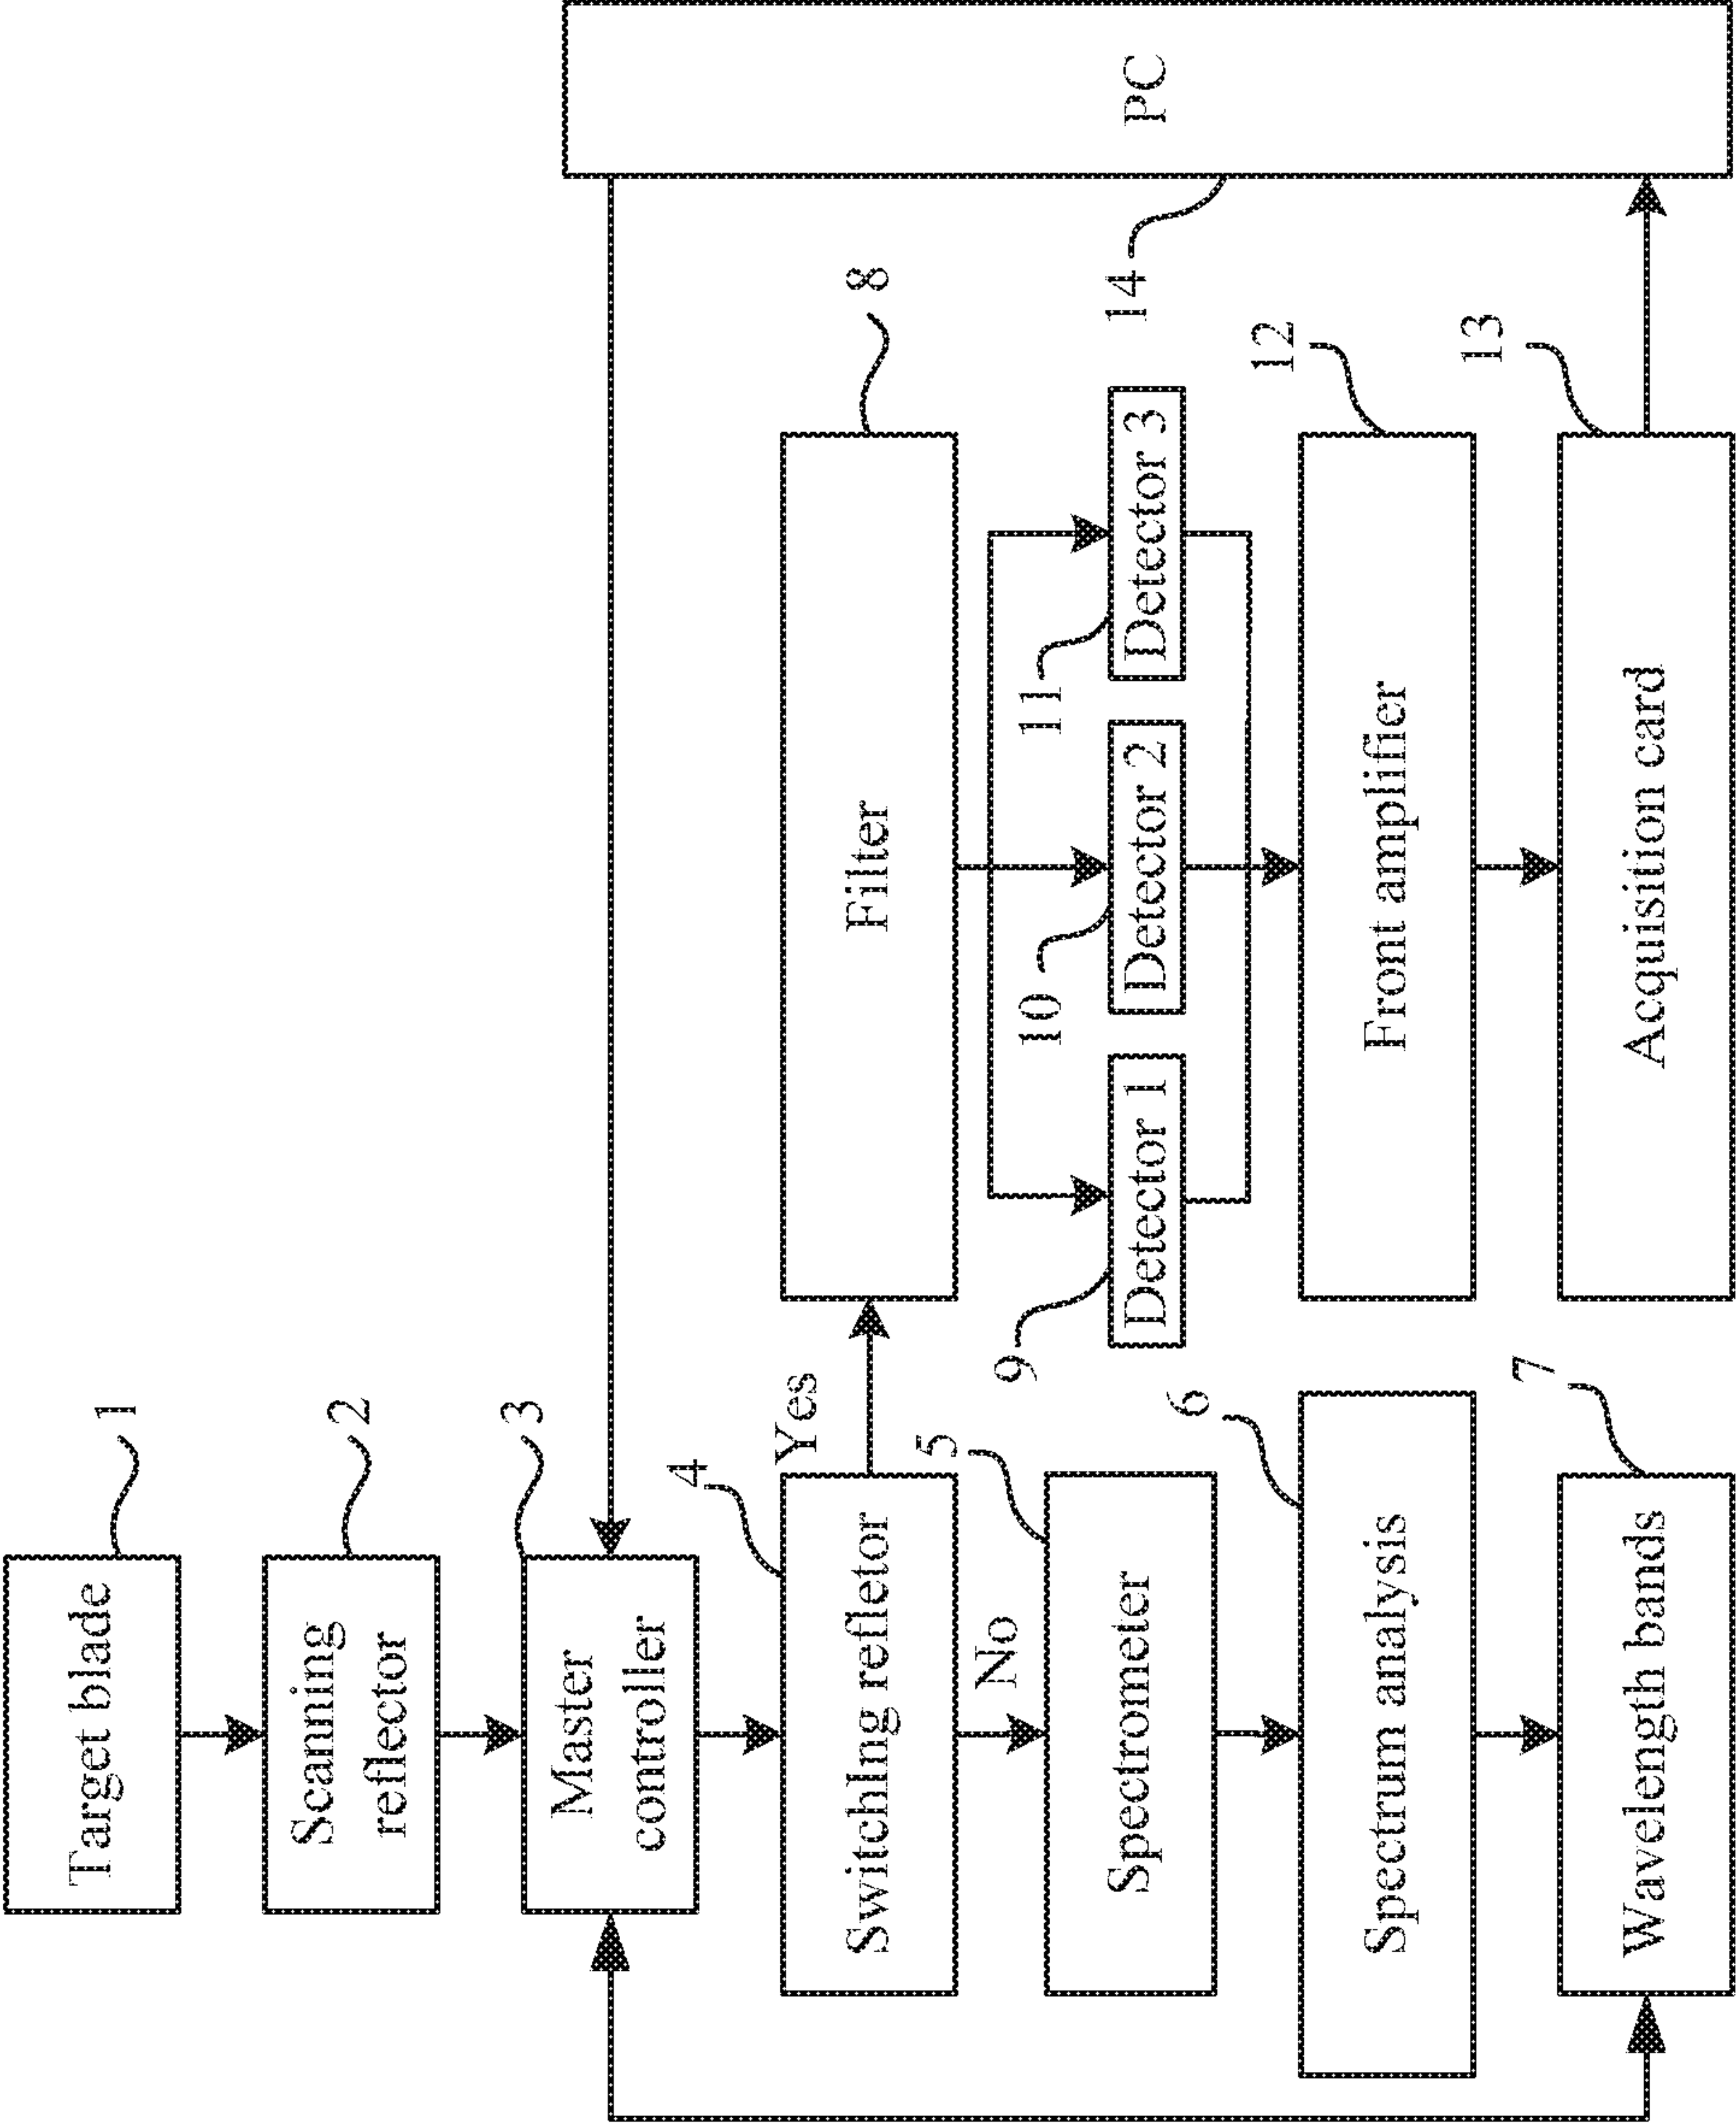 Target blade
1
Scanning
reflector
2
Master
controller
3
4
Switchlng refletor
Yes
Filter
8
No
5
Spectrometer
9
10
11
Detector 1
Detector 2
Detector 3
14
PC
6
Spectrum analysis
Front amplifier
12
Wavelength bands
7
Acquisition card
13